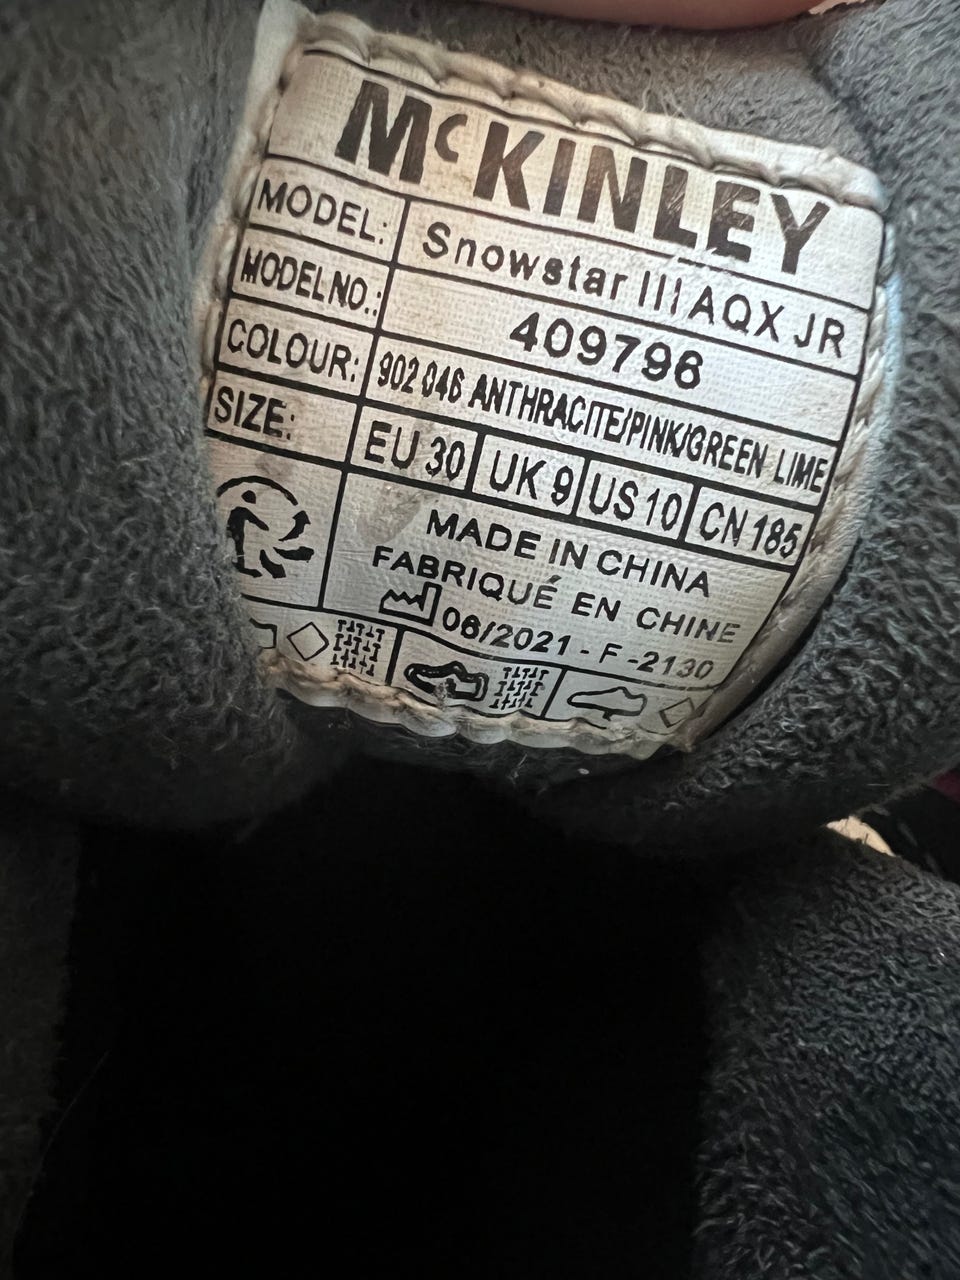 McKINLEY
MODEL: Snowstar III AQX JR
MODEL NO.: 409796
COLOUR: 902 046 ANTHRACITE/PINK/GREEN LIME
SIZE: EU 30 UK 9 US 10 CN 185
MADE IN CHINA
FABRIQUÉ EN CHINE
06/2021 - F - 2130